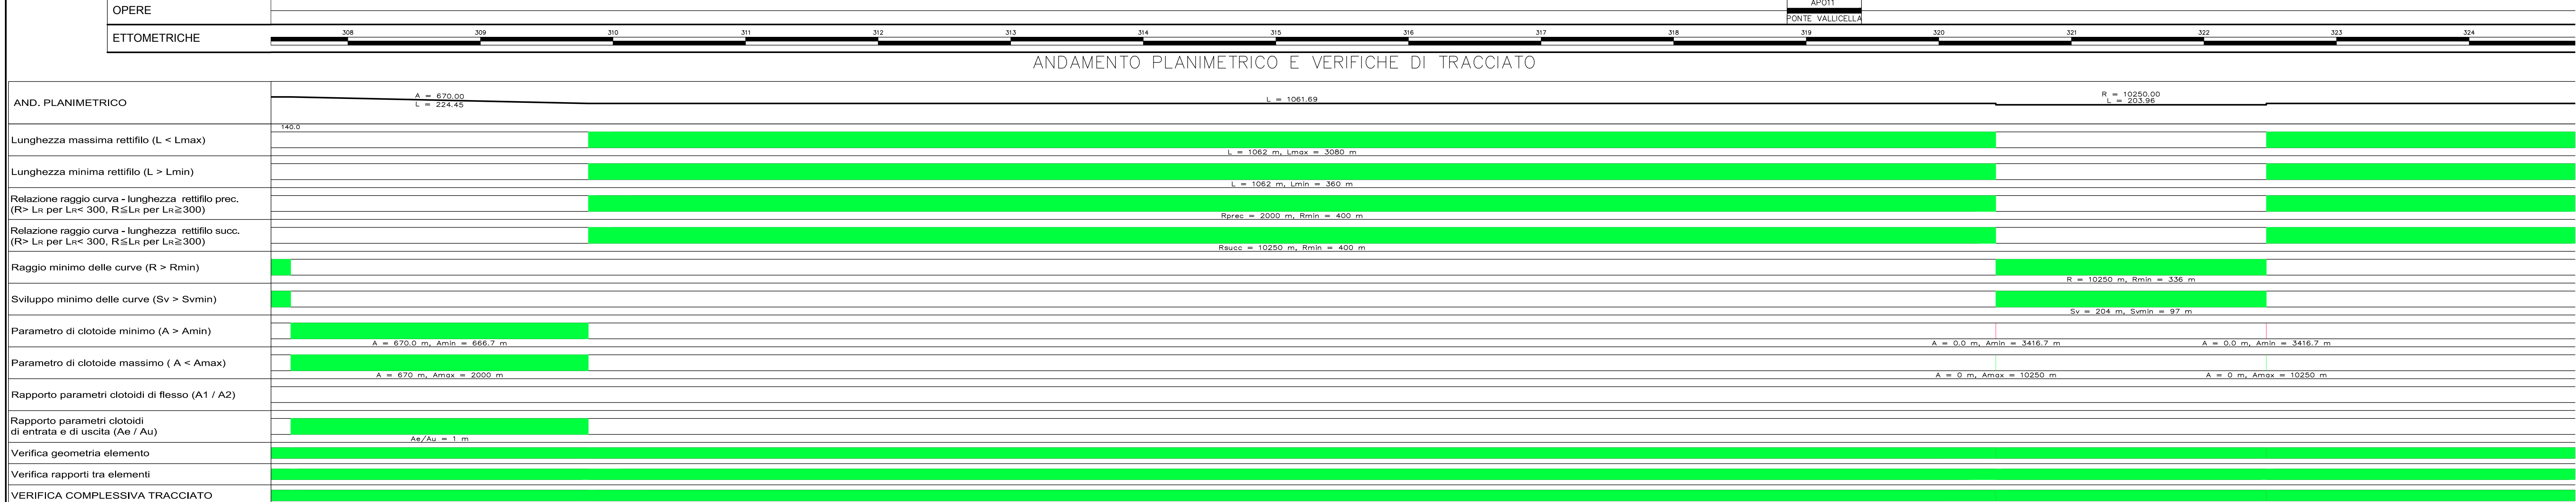 OPERE
AP011
PONTE VALLICELLA
ETTOMETRICHE
308 309 310 311 312 313 314 315 316 317 318 319 320 321 322 323 324
ANDAMENTO PLANIMETRICO E VERIFICHE DI TRACCIATO
AND. PLANIMETRICO
A = 670.00
L = 224.45
L = 1061.69
R = 10250.00
L = 203.96
140.0
Lunghezza massima rettifilo (L < Lmax)
L = 1062 m, Lmax = 3080 m
Lunghezza minima rettifilo (L > Lmin)
L = 1062 m, Lmin = 360 m
Relazione raggio curva - lunghezza rettifilo prec.
(R> LR per LR< 300, R≦LR per LR≧300)
Rprec = 2000 m, Rmin = 400 m
Relazione raggio curva - lunghezza rettifilo succ.
(R> LR per LR< 300, R≦LR per LR≧300)
Rsucc = 10250 m, Rmin = 400 m
Raggio minimo delle curve (R > Rmin)
R = 10250 m, Rmin = 336 m
Sviluppo minimo delle curve (Sv > Svmin)
Sv = 204 m, Svmin = 97 m
Parametro di clotoide minimo (A > Amin)
A = 670.0 m, Amin = 666.7 m
A = 0.0 m, Amin = 3416.7 m
A = 0.0 m, Amin = 3416.7 m
Parametro di clotoide massimo ( A < Amax)
A = 670 m, Amax = 2000 m
A = 0 m, Amax = 10250 m
A = 0 m, Amax = 10250 m
Rapporto parametri clotoidi di flesso (A1 / A2)
Rapporto parametri clotoidi
di entrata e di uscita (Ae / Au)
Ae/Au = 1 m
Verifica geometria elemento
Verifica rapporti tra elementi
VERIFICA COMPLESSIVA TRACCIATO